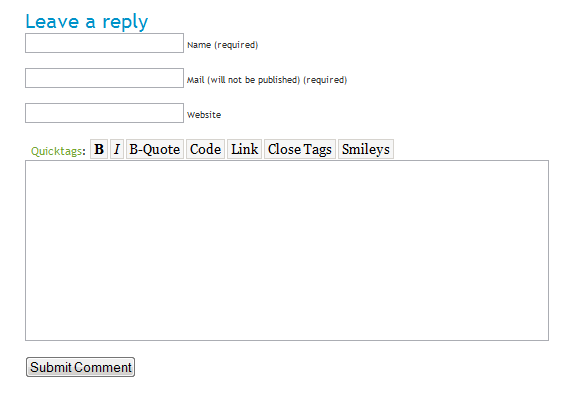 Leave a reply
Name (required)
Mail (will not be published) (required)
Website
Quicktags: B I B-Quote Code Link Close Tags Smileys
Submit Comment